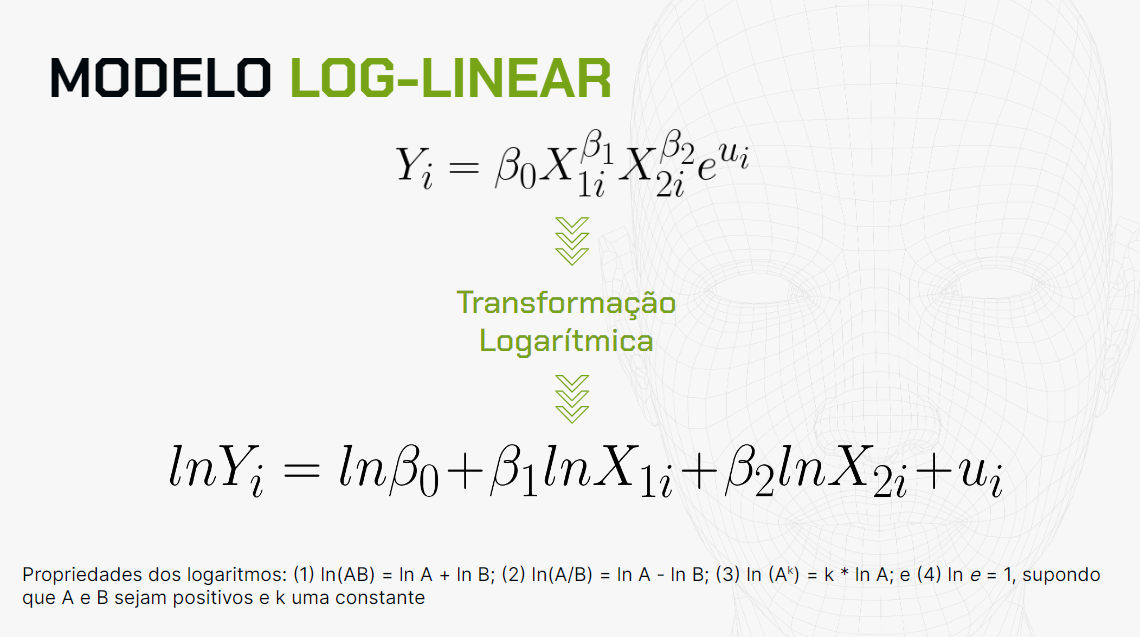 MODELO LOG-LINEAR
$Y_i = \beta_0 X_{1i}^{\beta_1} X_{2i}^{\beta_2} e^{u_i}$
Transformação
Logarítmica
$lnY_i = ln\beta_0 + \beta_1 lnX_{1i} + \beta_2 lnX_{2i} + u_i$
Propriedades dos logaritmos: (1) ln(AB) = ln A + ln B; (2) ln(A/B) = ln A - ln B; (3) ln (Aᵏ) = k * ln A; e (4) ln e = 1, supondo
que A e B sejam positivos e k uma constante